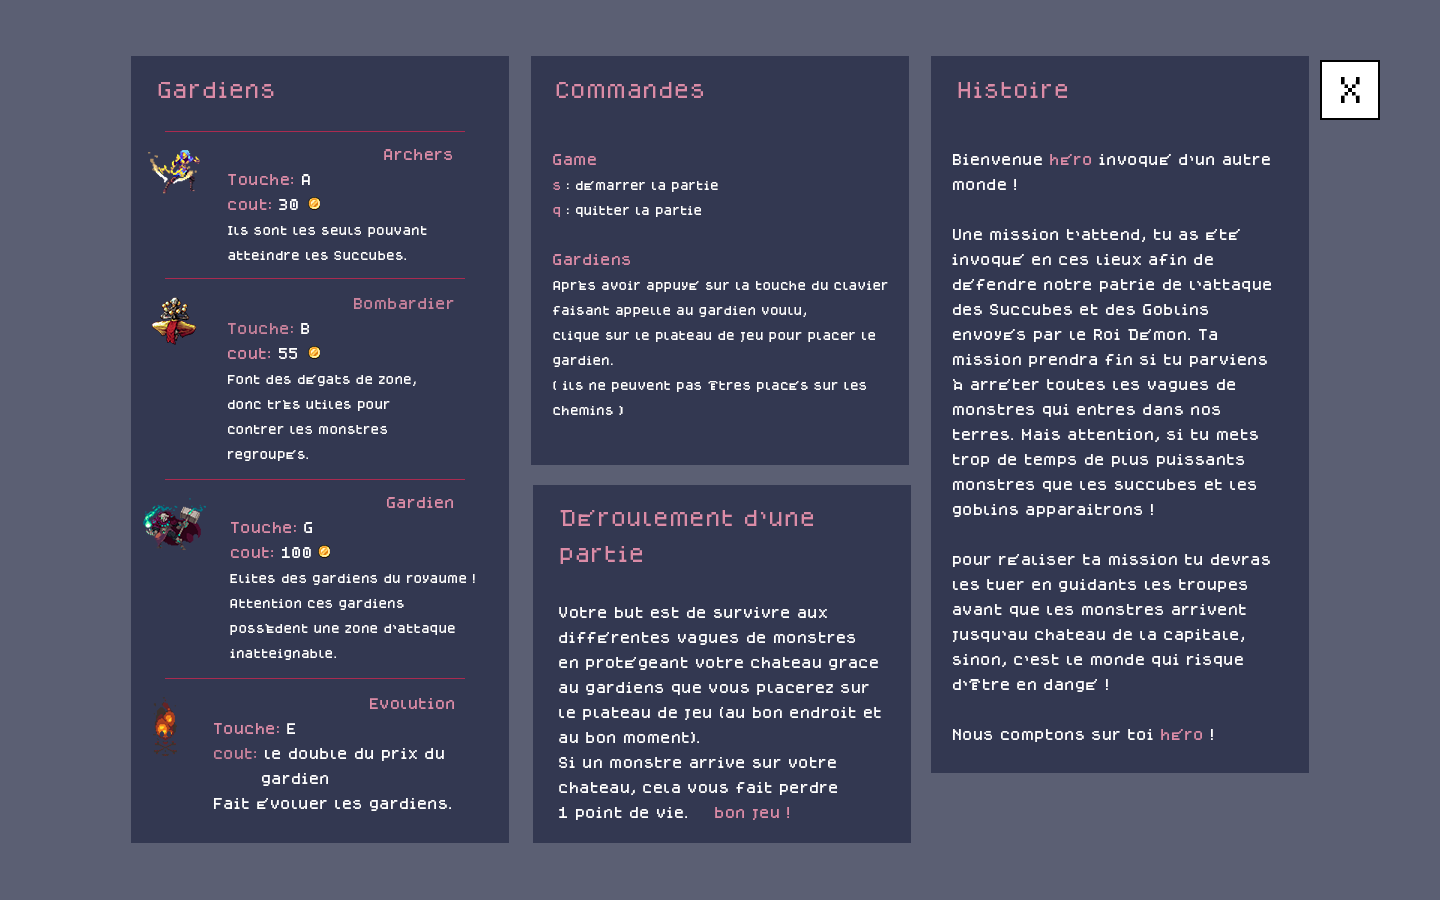 Gardiens
Archers
Touche: A
cout: 30
Ils sont les seuls pouvant
atteindre les Succubes.
Bombardier
Touche: B
cout: 55
Font des dégats de zone,
donc très utiles pour
contrer les monstres
regroupés.
Gardien
Touche: G
cout: 100
Elites des gardiens du royaume !
Attention ces gardiens
possèdent une zone d'attaque
inatteignable.
Evolution
Touche: E
cout: le double du prix du
gardien
Fait évoluer les gardiens.
Commandes
Game
s : démarrer la partie
q : quitter la partie
Gardiens
Après avoir appuyé sur la touche du clavier
faisant appelle au gardien voulu,
clique sur le plateau de jeu pour placer le
gardien.
( ils ne peuvent pas êtres placés sur les
chemins )
Déroulement d'une
partie
Votre but est de survivre aux
différentes vagues de monstres
en protégeant votre chateau grace
au gardiens que vous placerez sur
le plateau de jeu (au bon endroit et
au bon moment).
Si un monstre arrive sur votre
chateau, cela vous fait perdre
1 point de vie. bon jeu !
Histoire
Bienvenue héro invoqué d'un autre
monde !
Une mission t'attend, tu as été
invoqué en ces lieux afin de
défendre notre patrie de l'attaque
des Succubes et des Goblins
envoyés par le Roi Démon. Ta
mission prendra fin si tu parviens
à arréter toutes les vagues de
monstres qui entres dans nos
terres. Mais attention, si tu mets
trop de temps de plus puissants
monstres que les succubes et les
goblins apparaitrons !
pour réaliser ta mission tu devras
les tuer en guidants les troupes
avant que les monstres arrivent
jusqu'au chateau de la capitale,
sinon, c'est le monde qui risque
d'être en dangé !
Nous comptons sur toi héro !
X